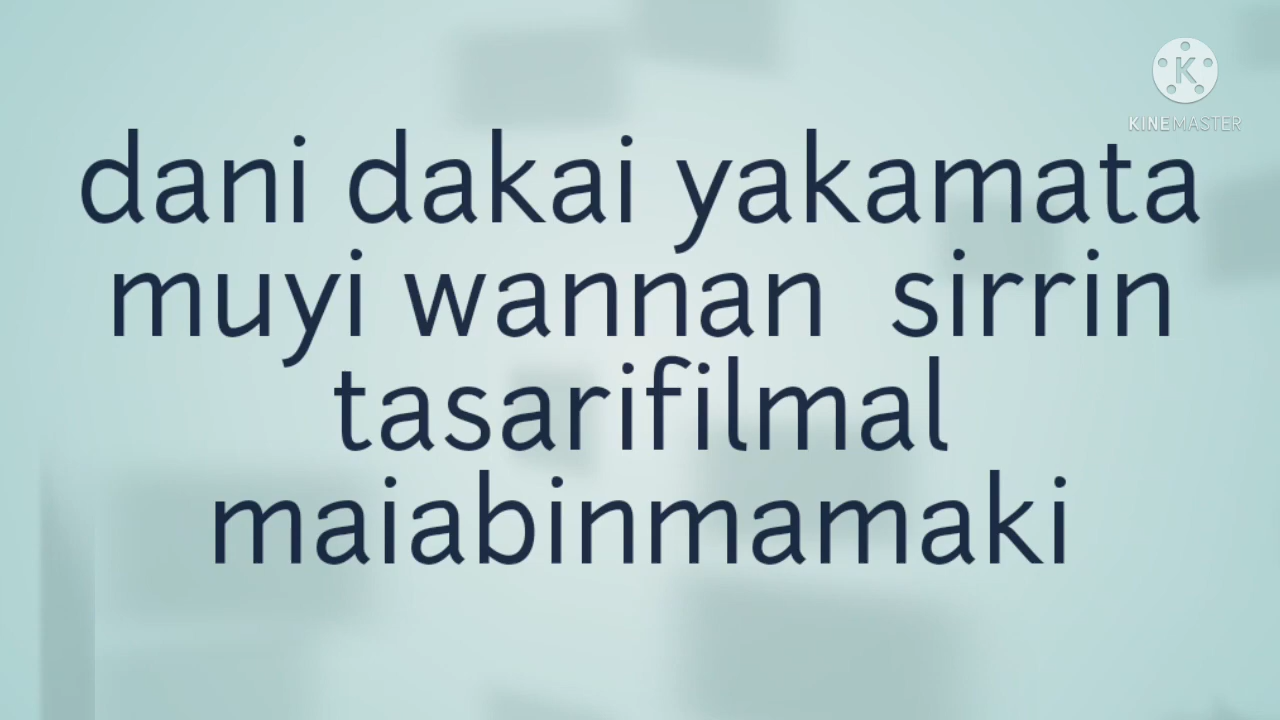 KINEMASTER
dani dakai yakamata
muyi wannan sirrin
tasarifilmal
maiabinmamaki